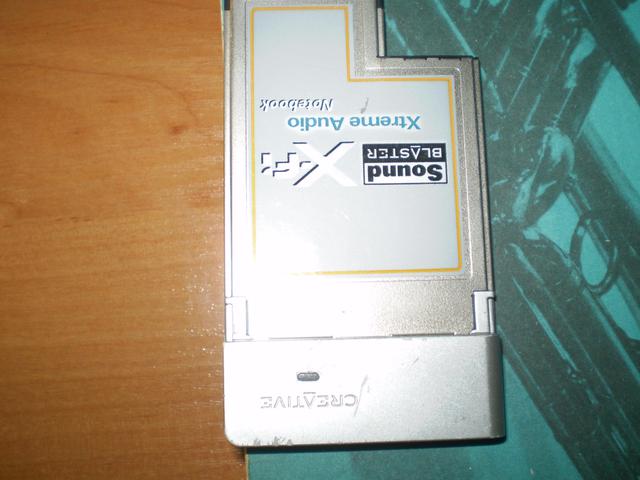 CREATIVE
Sound
BLASTER
X-Fi
Xtreme Audio
Notebook